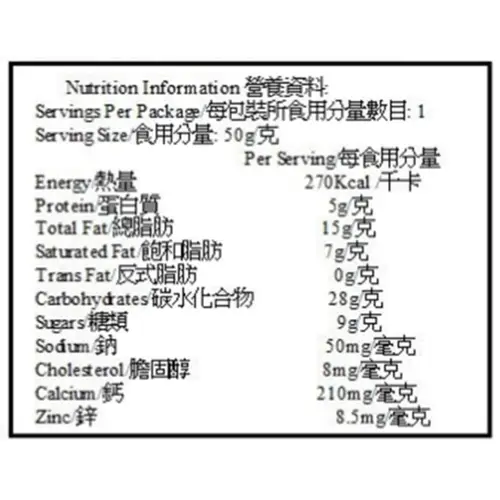 Nutrition Information 營養資料:
Servings Per Package/每包裝所食用分量數目: 1
Serving Size/食用分量: 50g/克
Per Serving/每食用分量
Energy/熱量 270Kcal /千卡
Protein/蛋白質 5g/克
Total Fat/總脂肪 15g/克
Saturated Fat/飽和脂肪 7g/克
Trans Fat/反式脂肪 0g/克
Carbohydrates/碳水化合物 28g/克
Sugars/糖類 9g/克
Sodium/鈉 50mg/毫克
Cholesterol/膽固醇 8mg/毫克
Calcium/鈣 210mg/毫克
Zinc/鋅 8.5mg/毫克